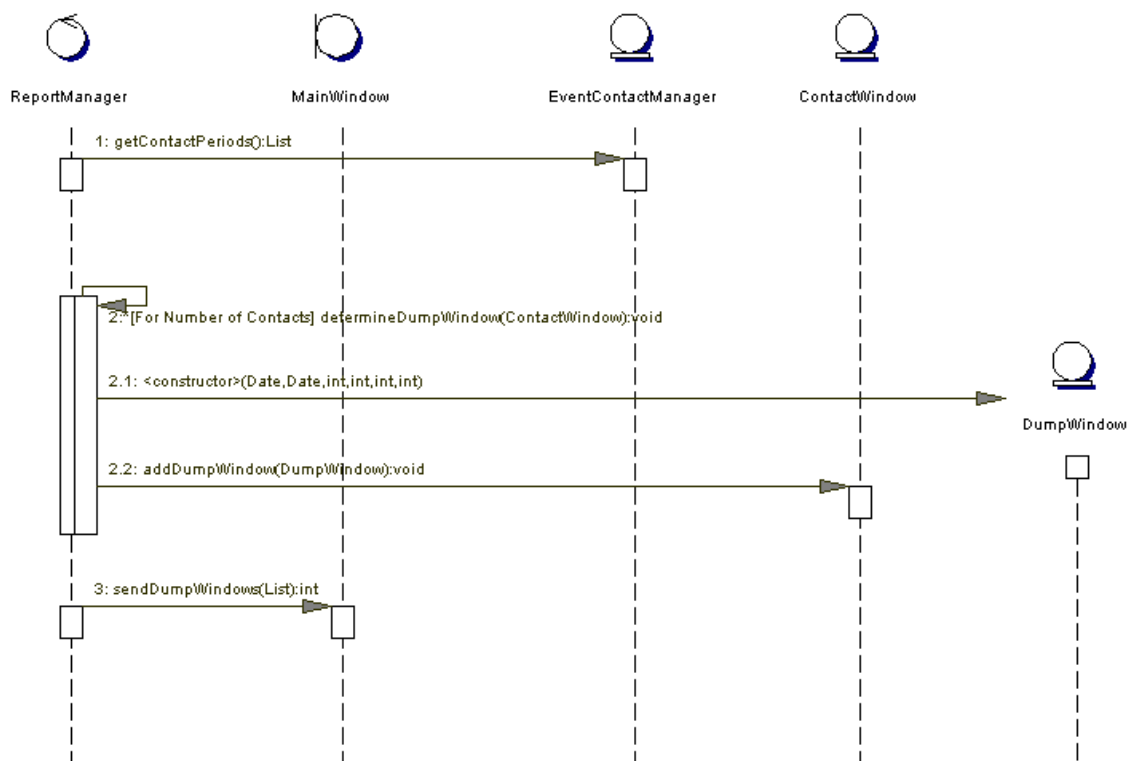 ReportManager
MainWindow
EventContactManager
ContactWindow
1: getContactPeriods():List
2:*[For Number of Contacts] determineDumpWindow(ContactWindow):void
2.1: <constructor>(Date,Date,int,int,int,int)
DumpWindow
2.2: addDumpWindow(DumpWindow):void
3: sendDumpWindows(List):int